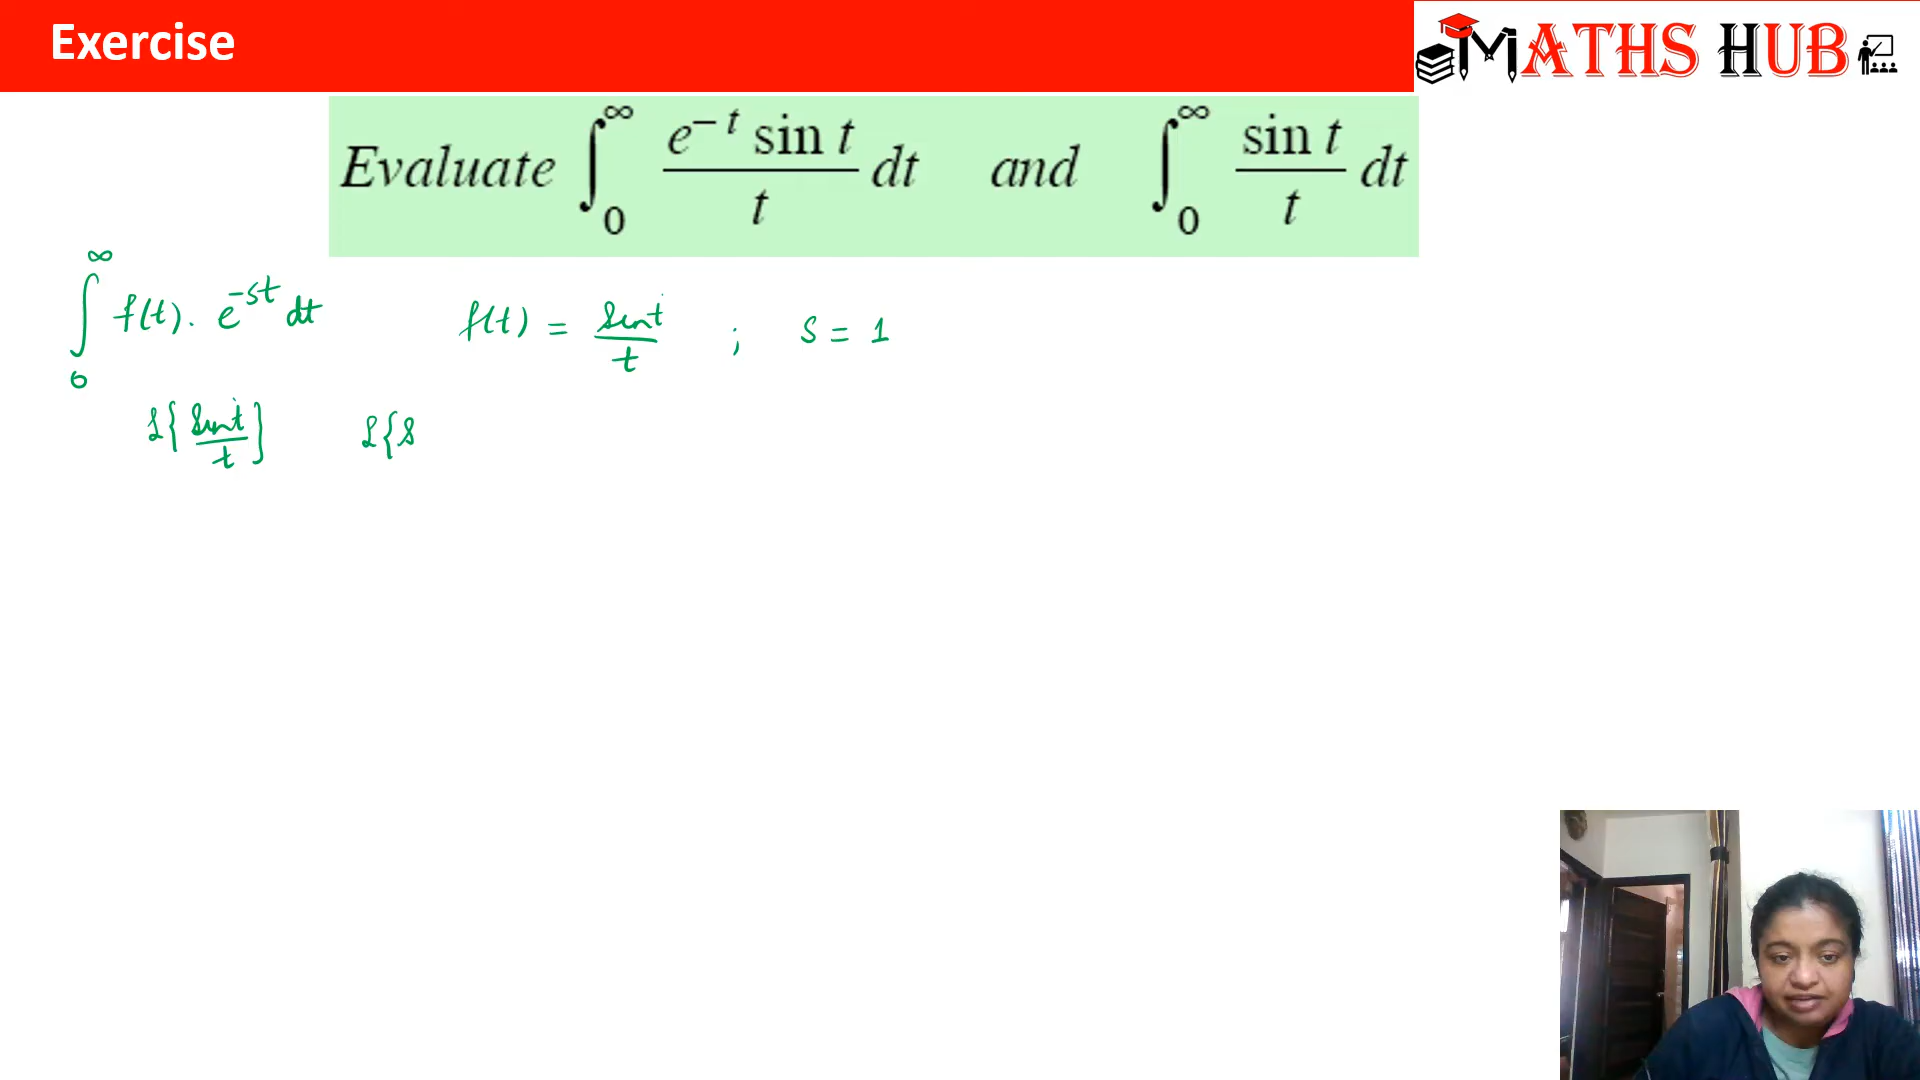 Exercise
MATHS HUB
Evaluate ∫₀^∞ (e^{-t} sin t)/t dt and ∫₀^∞ (sin t)/t dt
∫₀^∞ f(t). e^{-st} dt f(t) = (sin t)/t ; s = 1
L{(sin t)/t} L{s